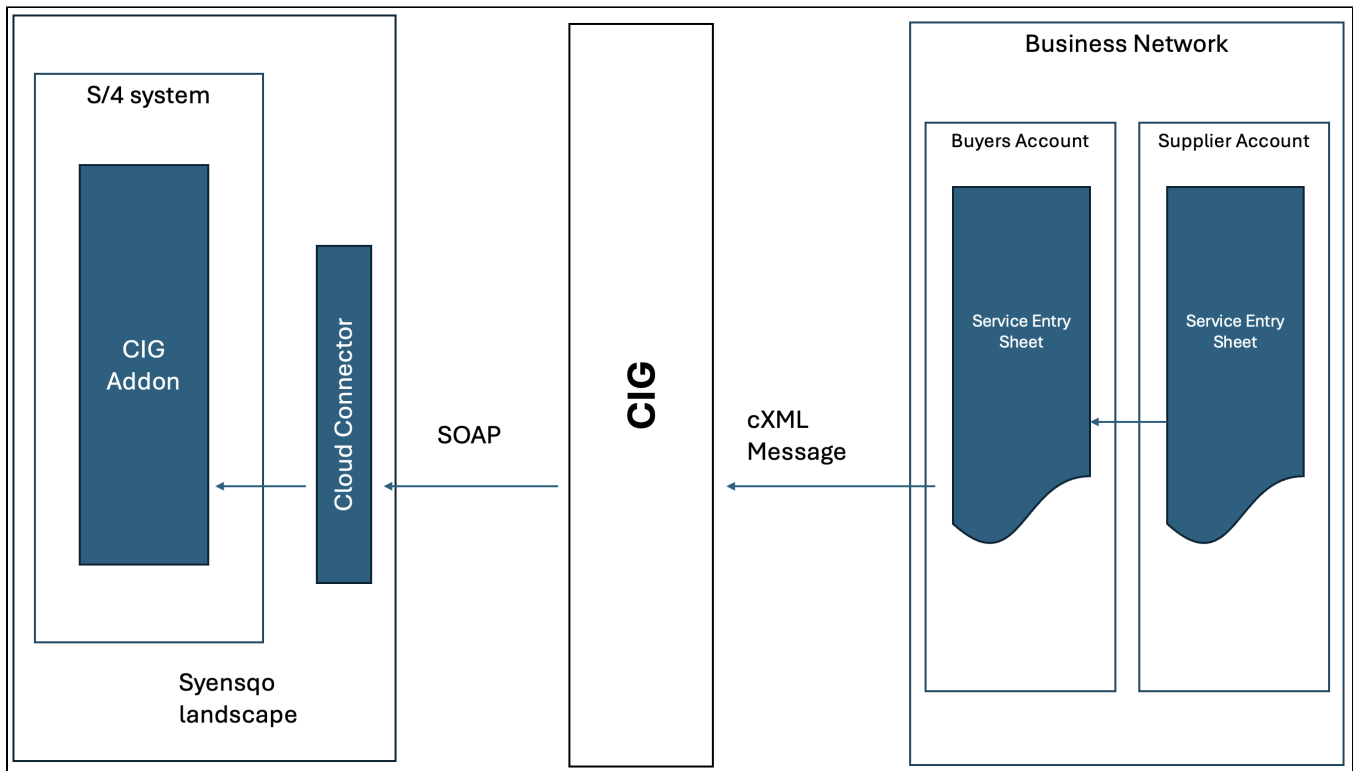 S/4 system
CIG
Addon
Cloud Connector
Syensqo
landscape
SOAP
CIG
cXML
Message
Business Network
Buyers Account
Service Entry
Sheet
Supplier Account
Service Entry
Sheet